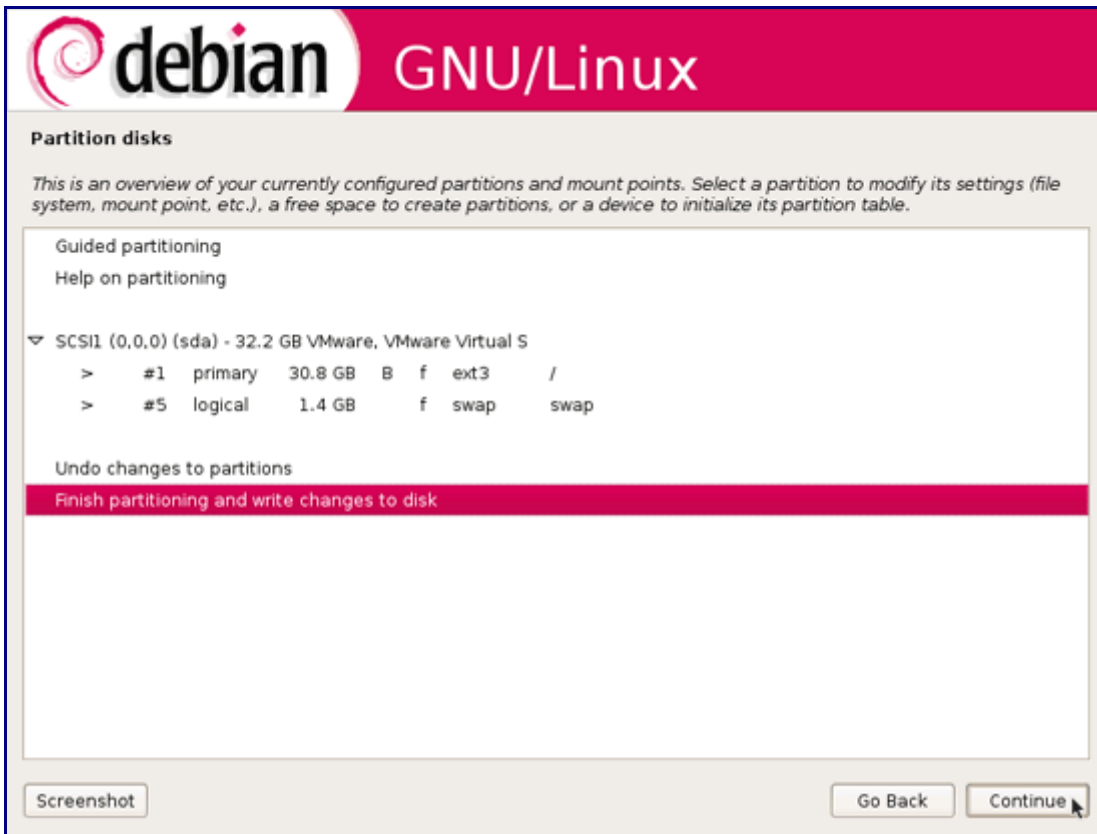 debian GNU/Linux
Partition disks
This is an overview of your currently configured partitions and mount points. Select a partition to modify its settings (file
system, mount point, etc.), a free space to create partitions, or a device to initialize its partition table.
Guided partitioning
Help on partitioning
SCSI1 (0,0,0) (sda) - 32.2 GB VMware, VMware Virtual S
> #1 primary 30.8 GB B f ext3 /
> #5 logical 1.4 GB f swap swap
Undo changes to partitions
Finish partitioning and write changes to disk
Screenshot Go Back Continue